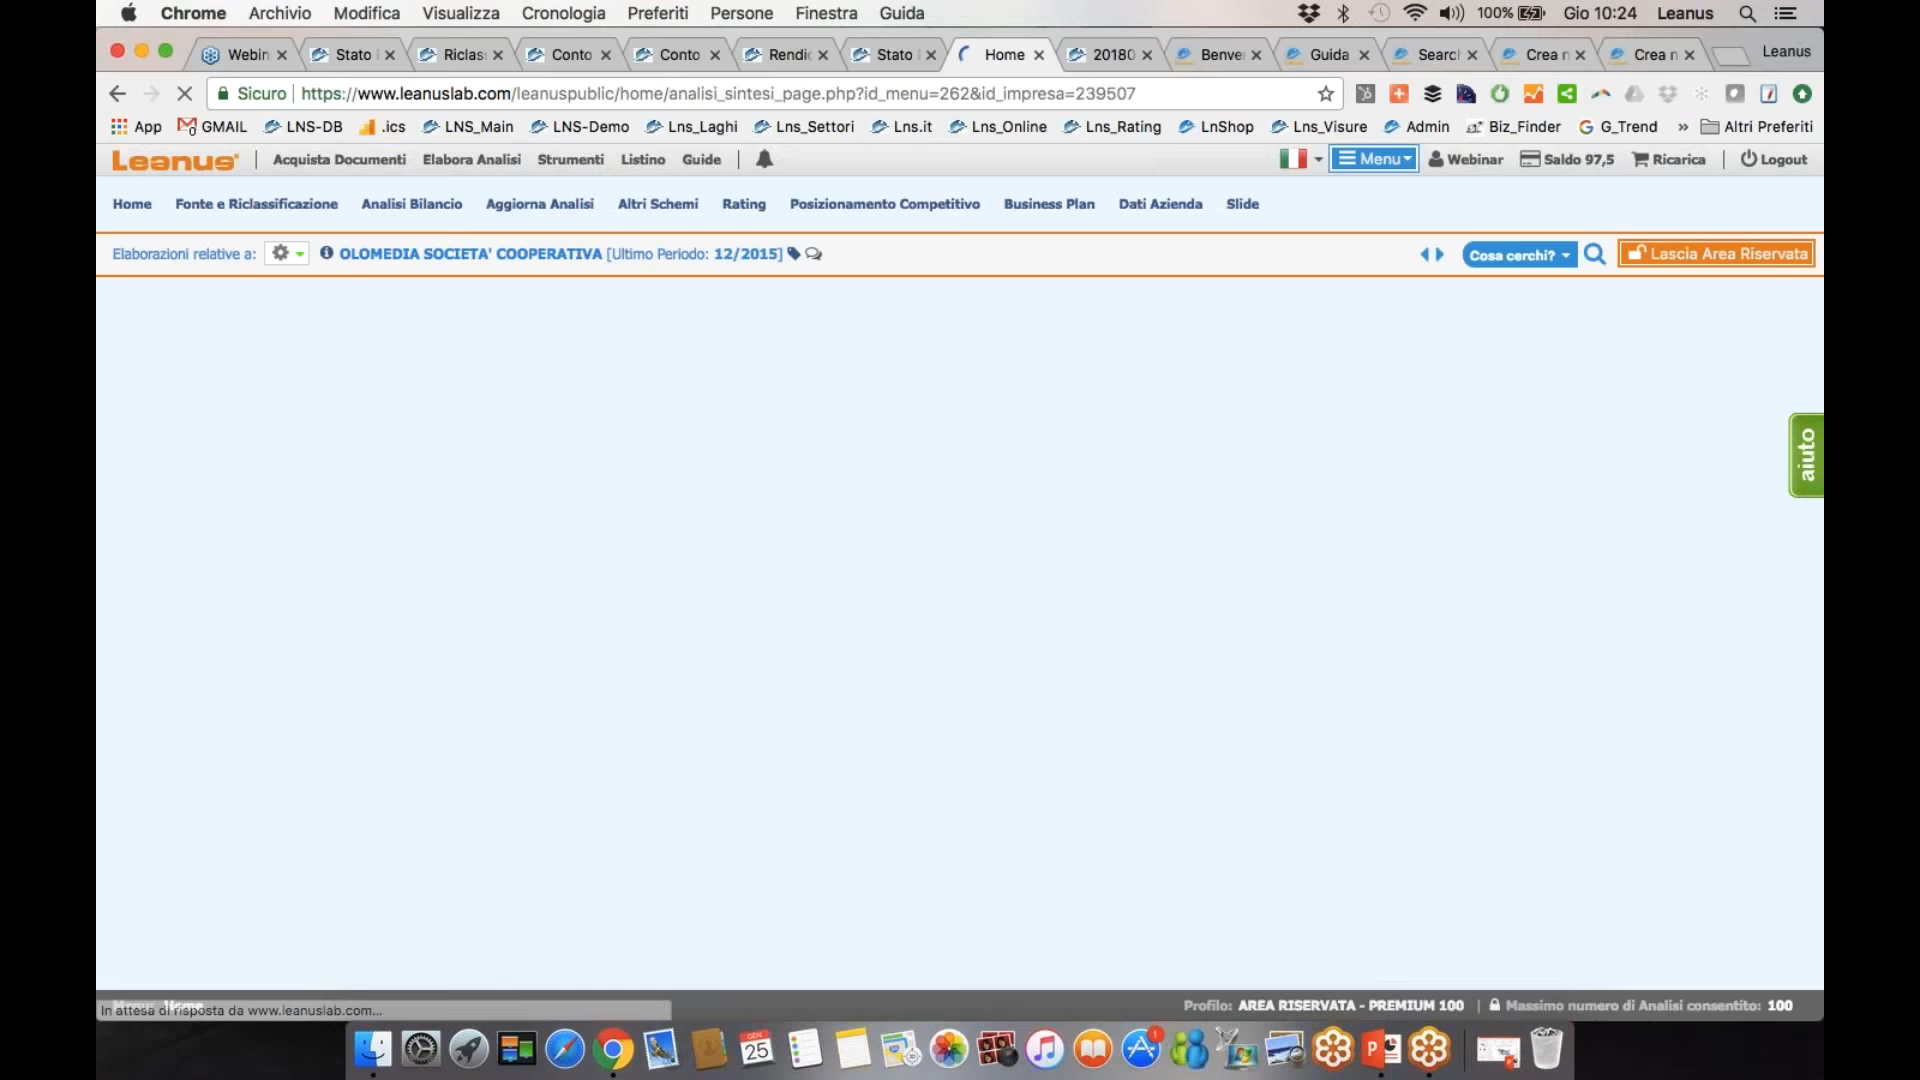 Chrome Archivio Modifica Visualizza Cronologia Preferiti Persone Finestra Guida 100% Gio 10:24 Leanus
Webin Stato Riclas Conto Conto Rendi Stato Home 20180 Benve Guida Search Crea n Crea n Leanus
Sicuro https://www.leanuslab.com/leanuspublic/home/analisi_sintesi_page.php?id_menu=262&id_impresa=239507
App GMAIL LNS-DB .ics LNS_Main LNS-Demo Lns_Laghi Lns_Settori Lns.it Lns_Online Lns_Rating LnShop Lns_Visure Admin Biz_Finder G_Trend » Altri Preferiti
Leanus Acquista Documenti Elabora Analisi Strumenti Listino Guide Menu Webinar Saldo 97,5 Ricarica Logout
Home Fonte e Riclassificazione Analisi Bilancio Aggiorna Analisi Altri Schemi Rating Posizionamento Competitivo Business Plan Dati Azienda Slide
Elaborazioni relative a: OLOMEDIA SOCIETA' COOPERATIVA [Ultimo Periodo: 12/2015] Cosa cerchi? Lascia Area Riservata
aiuto
Home
In attesa di risposta da www.leanuslab.com... Profilo: AREA RISERVATA - PREMIUM 100 | Massimo numero di Analisi consentito: 100
GEN
25
1